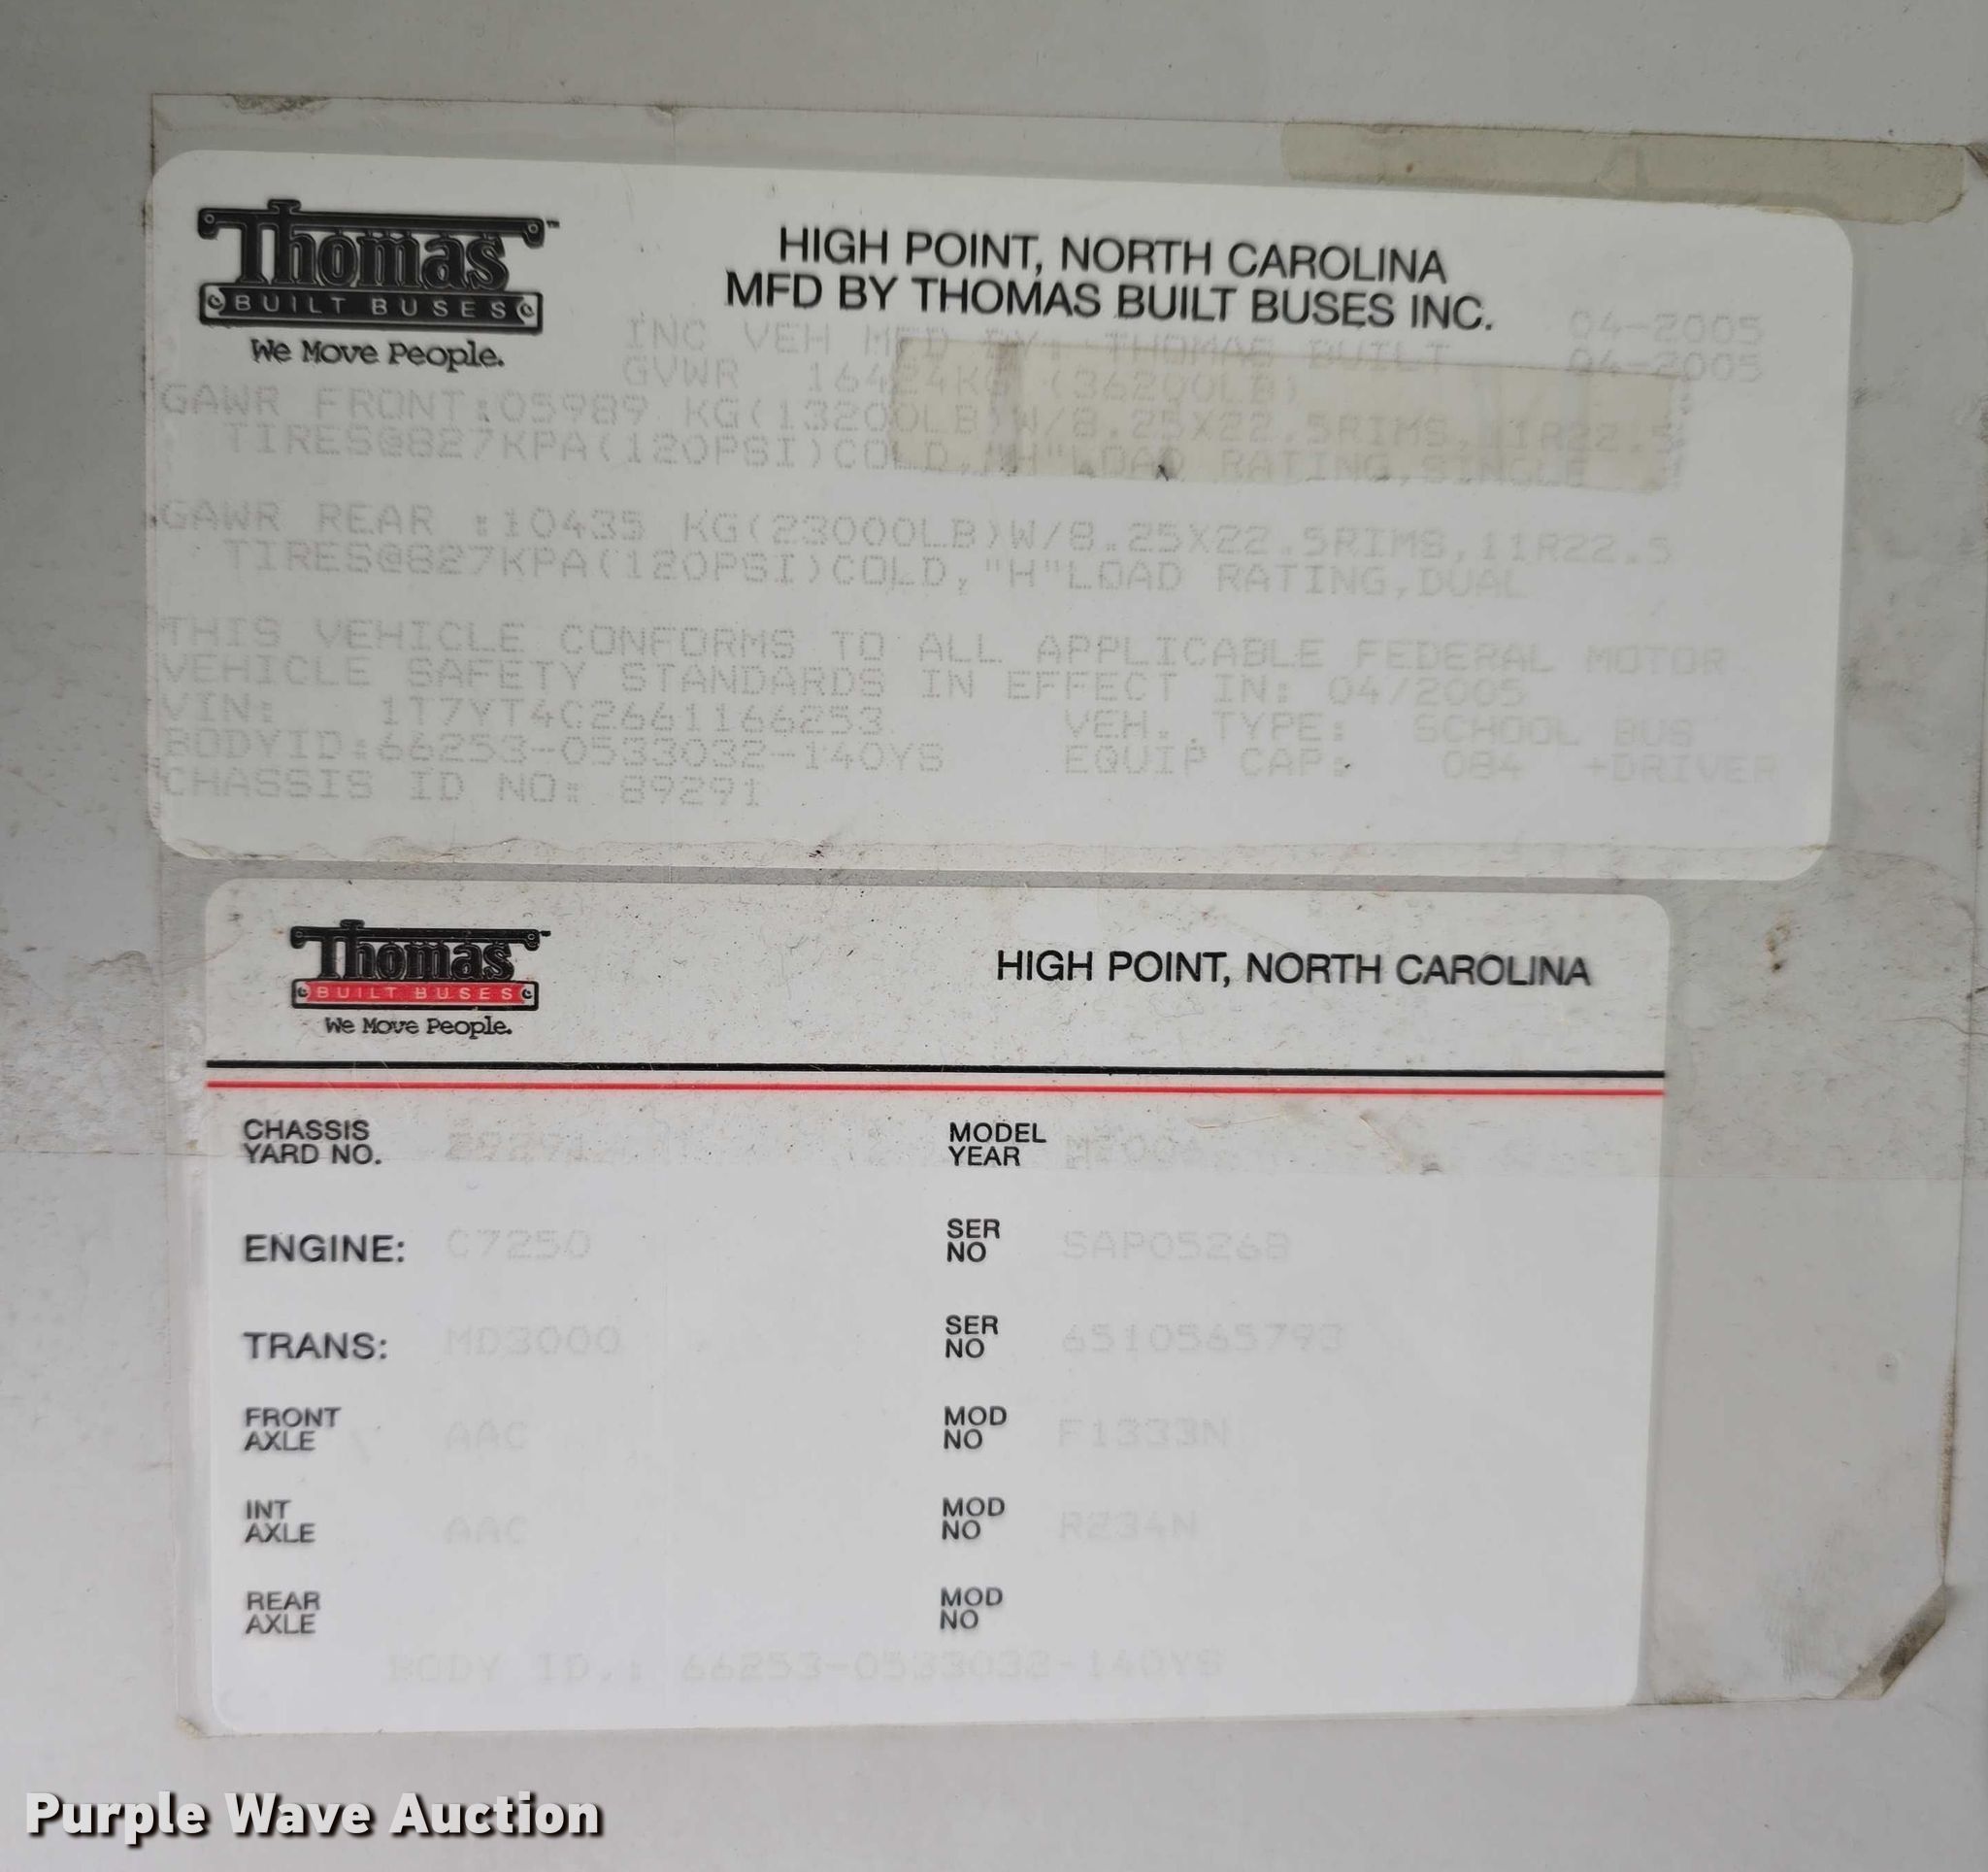 Thomas™
BUILT BUSES
We Move People.
HIGH POINT, NORTH CAROLINA
MFD BY THOMAS BUILT BUSES INC.
INC VEH MFD BY: THOMAS BUILT 04-2005
GVWR 16424KG (36200LB) 04-2005
GAWR FRONT:05989 KG(13200LB)W/8.25X22.5RIMS, 11R22.5
TIRES@827KPA(120PSI)COLD,"H"LOAD RATING,SINGLE
GAWR REAR :10435 KG(23000LB)W/8.25X22.5RIMS,11R22.5
TIRES@827KPA(120PSI)COLD,"H"LOAD RATING,DUAL
THIS VEHICLE CONFORMS TO ALL APPLICABLE FEDERAL MOTOR
VEHICLE SAFETY STANDARDS IN EFFECT IN: 04/2005
VIN: 1T7YT4C2661166253 VEH. TYPE: SCHOOL BUS
BODYID:66253-0533032-140YS EQUIP CAP: 084 +DRIVER
CHASSIS ID NO: 89291
Thomas™
BUILT BUSES
We Move People.
HIGH POINT, NORTH CAROLINA
CHASSIS YARD NO. 89291 MODEL YEAR M2006
ENGINE: C7250 SER NO SAP05268
TRANS: MD3000 SER NO 6510565793
FRONT AXLE AAC MOD NO F1333N
INT AXLE AAC MOD NO R234N
REAR AXLE MOD NO
BODY ID.: 66253-0533032-140YS
Purple Wave Auction